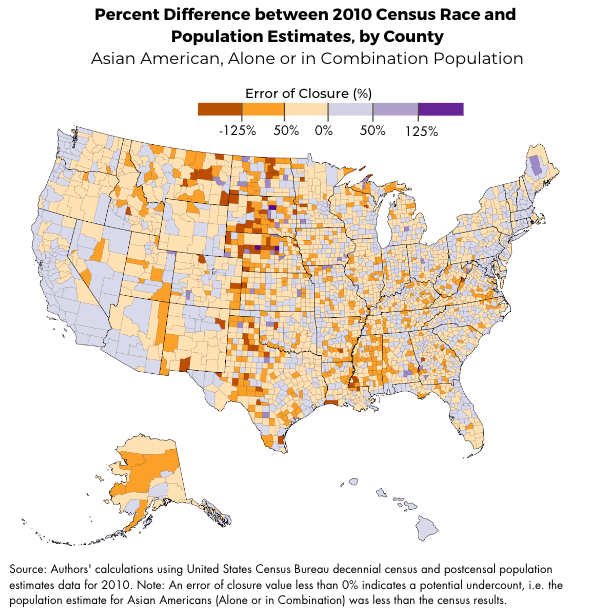 Percent Difference between 2010 Census Race and
Population Estimates, by County
Asian American, Alone or in Combination Population
Error of Closure (%)
-125% 50% 0% 50% 125%
Source: Authors' calculations using United States Census Bureau decennial census and postcensal population
estimates data for 2010. Note: An error of closure value less than 0% indicates a potential undercount, i.e. the
population estimate for Asian Americans (Alone or in Combination) was less than the census results.